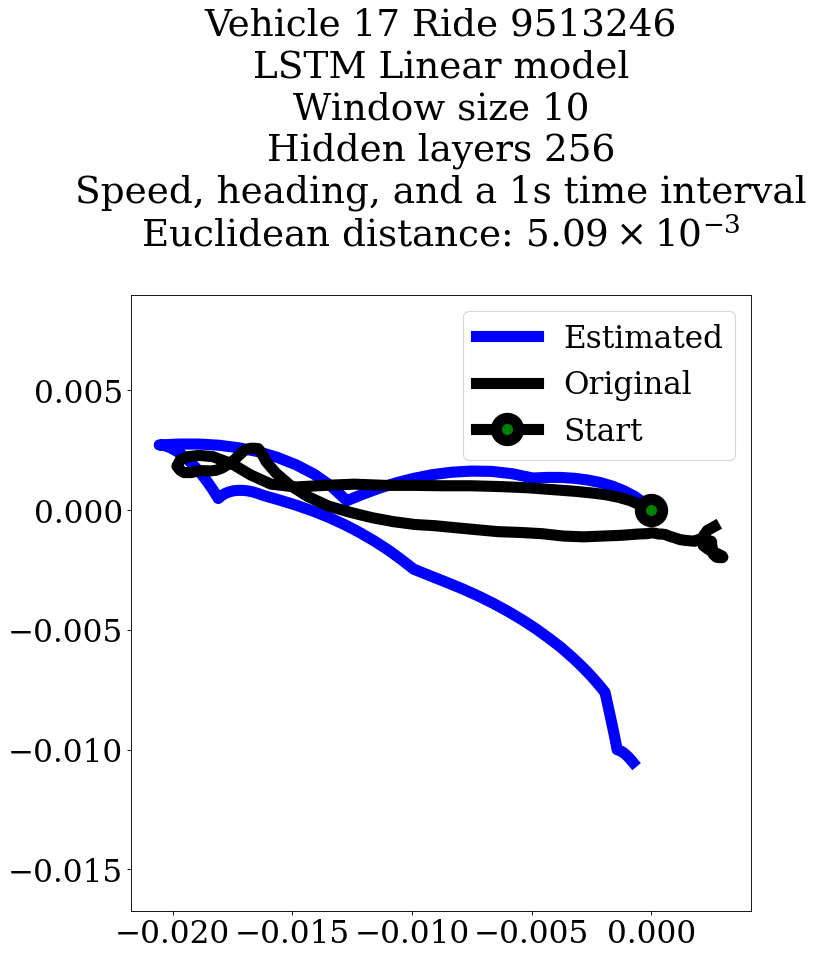 Vehicle 17 Ride 9513246
LSTM Linear model
Window size 10
Hidden layers 256
Speed, heading, and a 1s time interval
Euclidean distance: 5.09 × 10⁻³
Estimated
Original
Start
0.005
0.000
−0.005
−0.010
−0.015
−0.020 −0.015 −0.010 −0.005 0.000